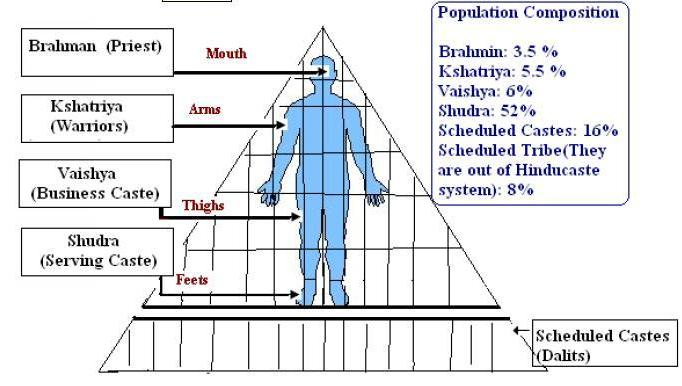 Brahman (Priest)
Mouth
Kshatriya
(Warriors)
Arms
Vaishya
(Business Caste)
Thighs
Shudra
(Serving Caste)
Feets
Population Composition
Brahmin: 3.5 %
Kshatriya: 5.5 %
Vaishya: 6%
Shudra: 52%
Scheduled Castes: 16%
Scheduled Tribe(They
are out of Hinducaste
system): 8%
Scheduled Castes
(Dalits)